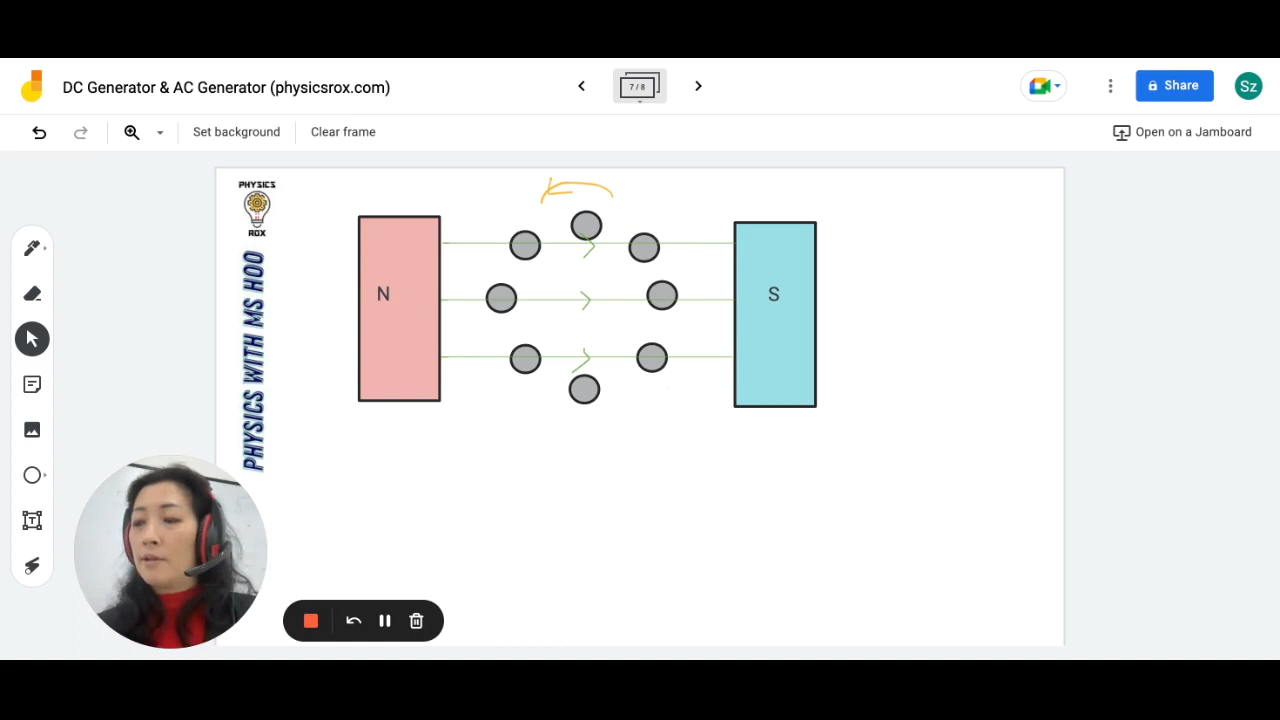 DC Generator & AC Generator (physicsrox.com)
7 / 8
Share
Sz
Set background
Clear frame
Open on a Jamboard
PHYSICS
ROX
PHYSICS WITH MS HOO
N
S
T